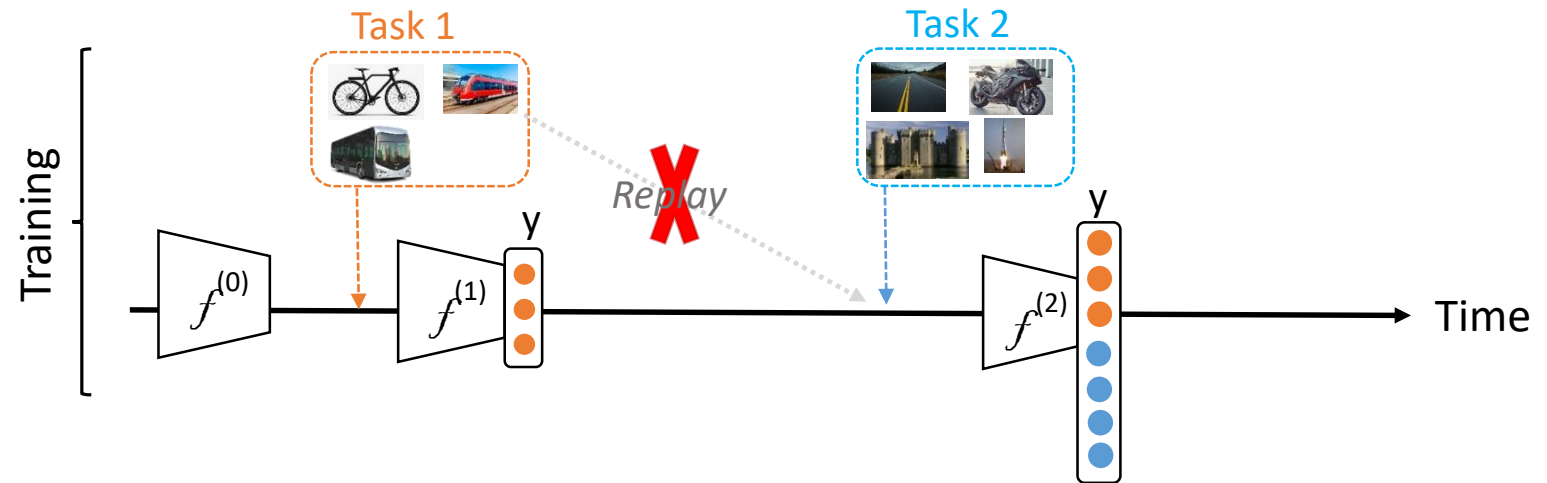 Task 1
Task 2
Training
Replay
y
y
f(0)
f(1)
f(2)
Time